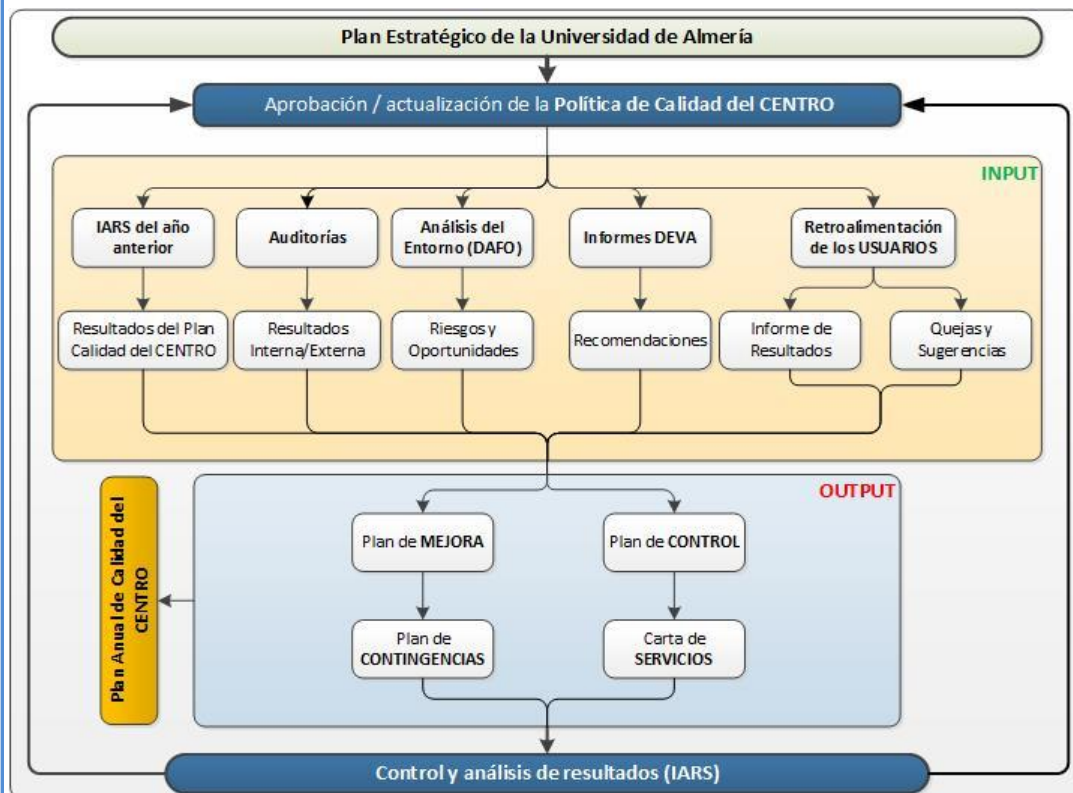 Plan Estratégico de la Universidad de Almería
Aprobación / actualización de la Política de Calidad del CENTRO
INPUT
IARS del año
anterior
Auditorías
Análisis del
Entorno (DAFO)
Informes DEVA
Retroalimentación
de los USUARIOS
Resultados del Plan
Calidad del CENTRO
Resultados
Interna/Externa
Riesgos y
Oportunidades
Recomendaciones
Informe de
Resultados
Quejas y
Sugerencias
OUTPUT
Plan Anual de Calidad del
CENTRO
Plan de MEJORA
Plan de CONTROL
Plan de
CONTINGENCIAS
Carta de
SERVICIOS
Control y análisis de resultados (IARS)